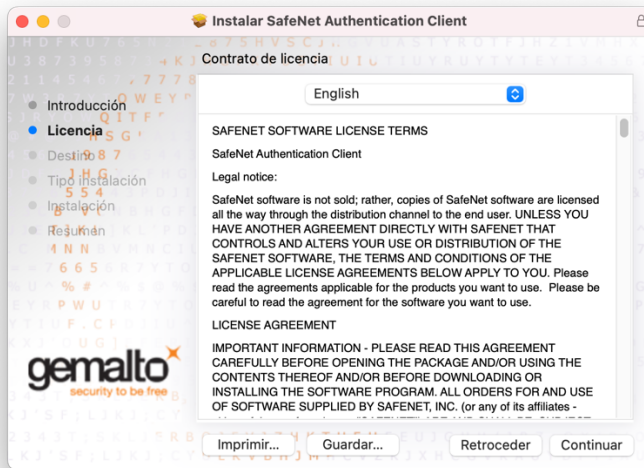 Instalar SafeNet Authentication Client
Contrato de licencia
English
Introducción
Licencia
Destino
Tipo instalación
Instalación
Resumen
SAFENET SOFTWARE LICENSE TERMS
SafeNet Authentication Client
Legal notice:
SafeNet software is not sold; rather, copies of SafeNet software are licensed
all the way through the distribution channel to the end user. UNLESS YOU
HAVE ANOTHER AGREEMENT DIRECTLY WITH SAFENET THAT
CONTROLS AND ALTERS YOUR USE OR DISTRIBUTION OF THE
SAFENET SOFTWARE, THE TERMS AND CONDITIONS OF THE
APPLICABLE LICENSE AGREEMENTS BELOW APPLY TO YOU. Please
read the agreements applicable for the products you want to use.  Please be
careful to read the agreement for the software you want to use.
LICENSE AGREEMENT
IMPORTANT INFORMATION - PLEASE READ THIS AGREEMENT
CAREFULLY BEFORE OPENING THE PACKAGE AND/OR USING THE
CONTENTS THEREOF AND/OR BEFORE DOWNLOADING OR
INSTALLING THE SOFTWARE PROGRAM. ALL ORDERS FOR AND USE
OF SOFTWARE SUPPLIED BY SAFENET, INC. (or any of its affiliates -
gemalto
security to be free
Imprimir...
Guardar...
Retroceder
Continuar